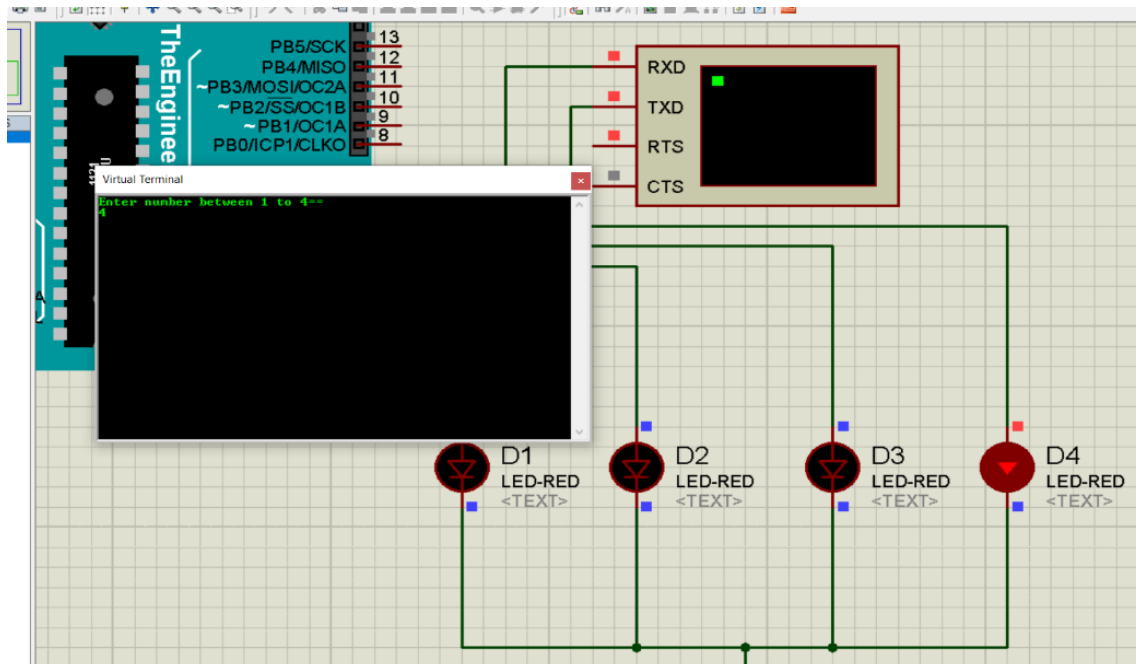 TheEnginee
PB5/SCK 13
PB4/MISO 12
~PB3/MOSI/OC2A 11
~PB2/SS/OC1B 10
~PB1/OC1A 9
PB0/ICP1/CLKO 8
RXD
TXD
RTS
CTS
Virtual Terminal
Enter number between 1 to 4==
4
D1
LED-RED
<TEXT>
D2
LED-RED
<TEXT>
D3
LED-RED
<TEXT>
D4
LED-RED
<TEXT>